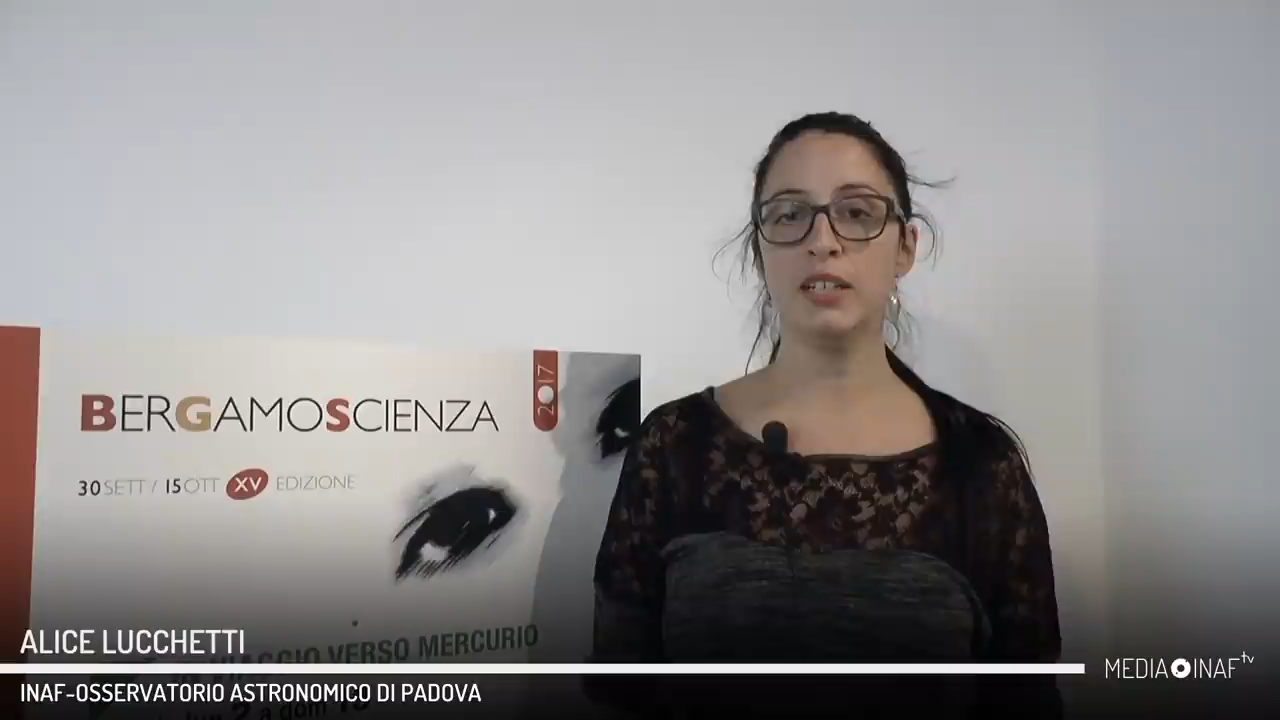 BERGAMOSCIENZA
2017
30 SETT / 15 OTT XV EDIZIONE
VIAGGIO VERSO MERCURIO
ALICE LUCCHETTI
MEDIA INAF tv
INAF-OSSERVATORIO ASTRONOMICO DI PADOVA